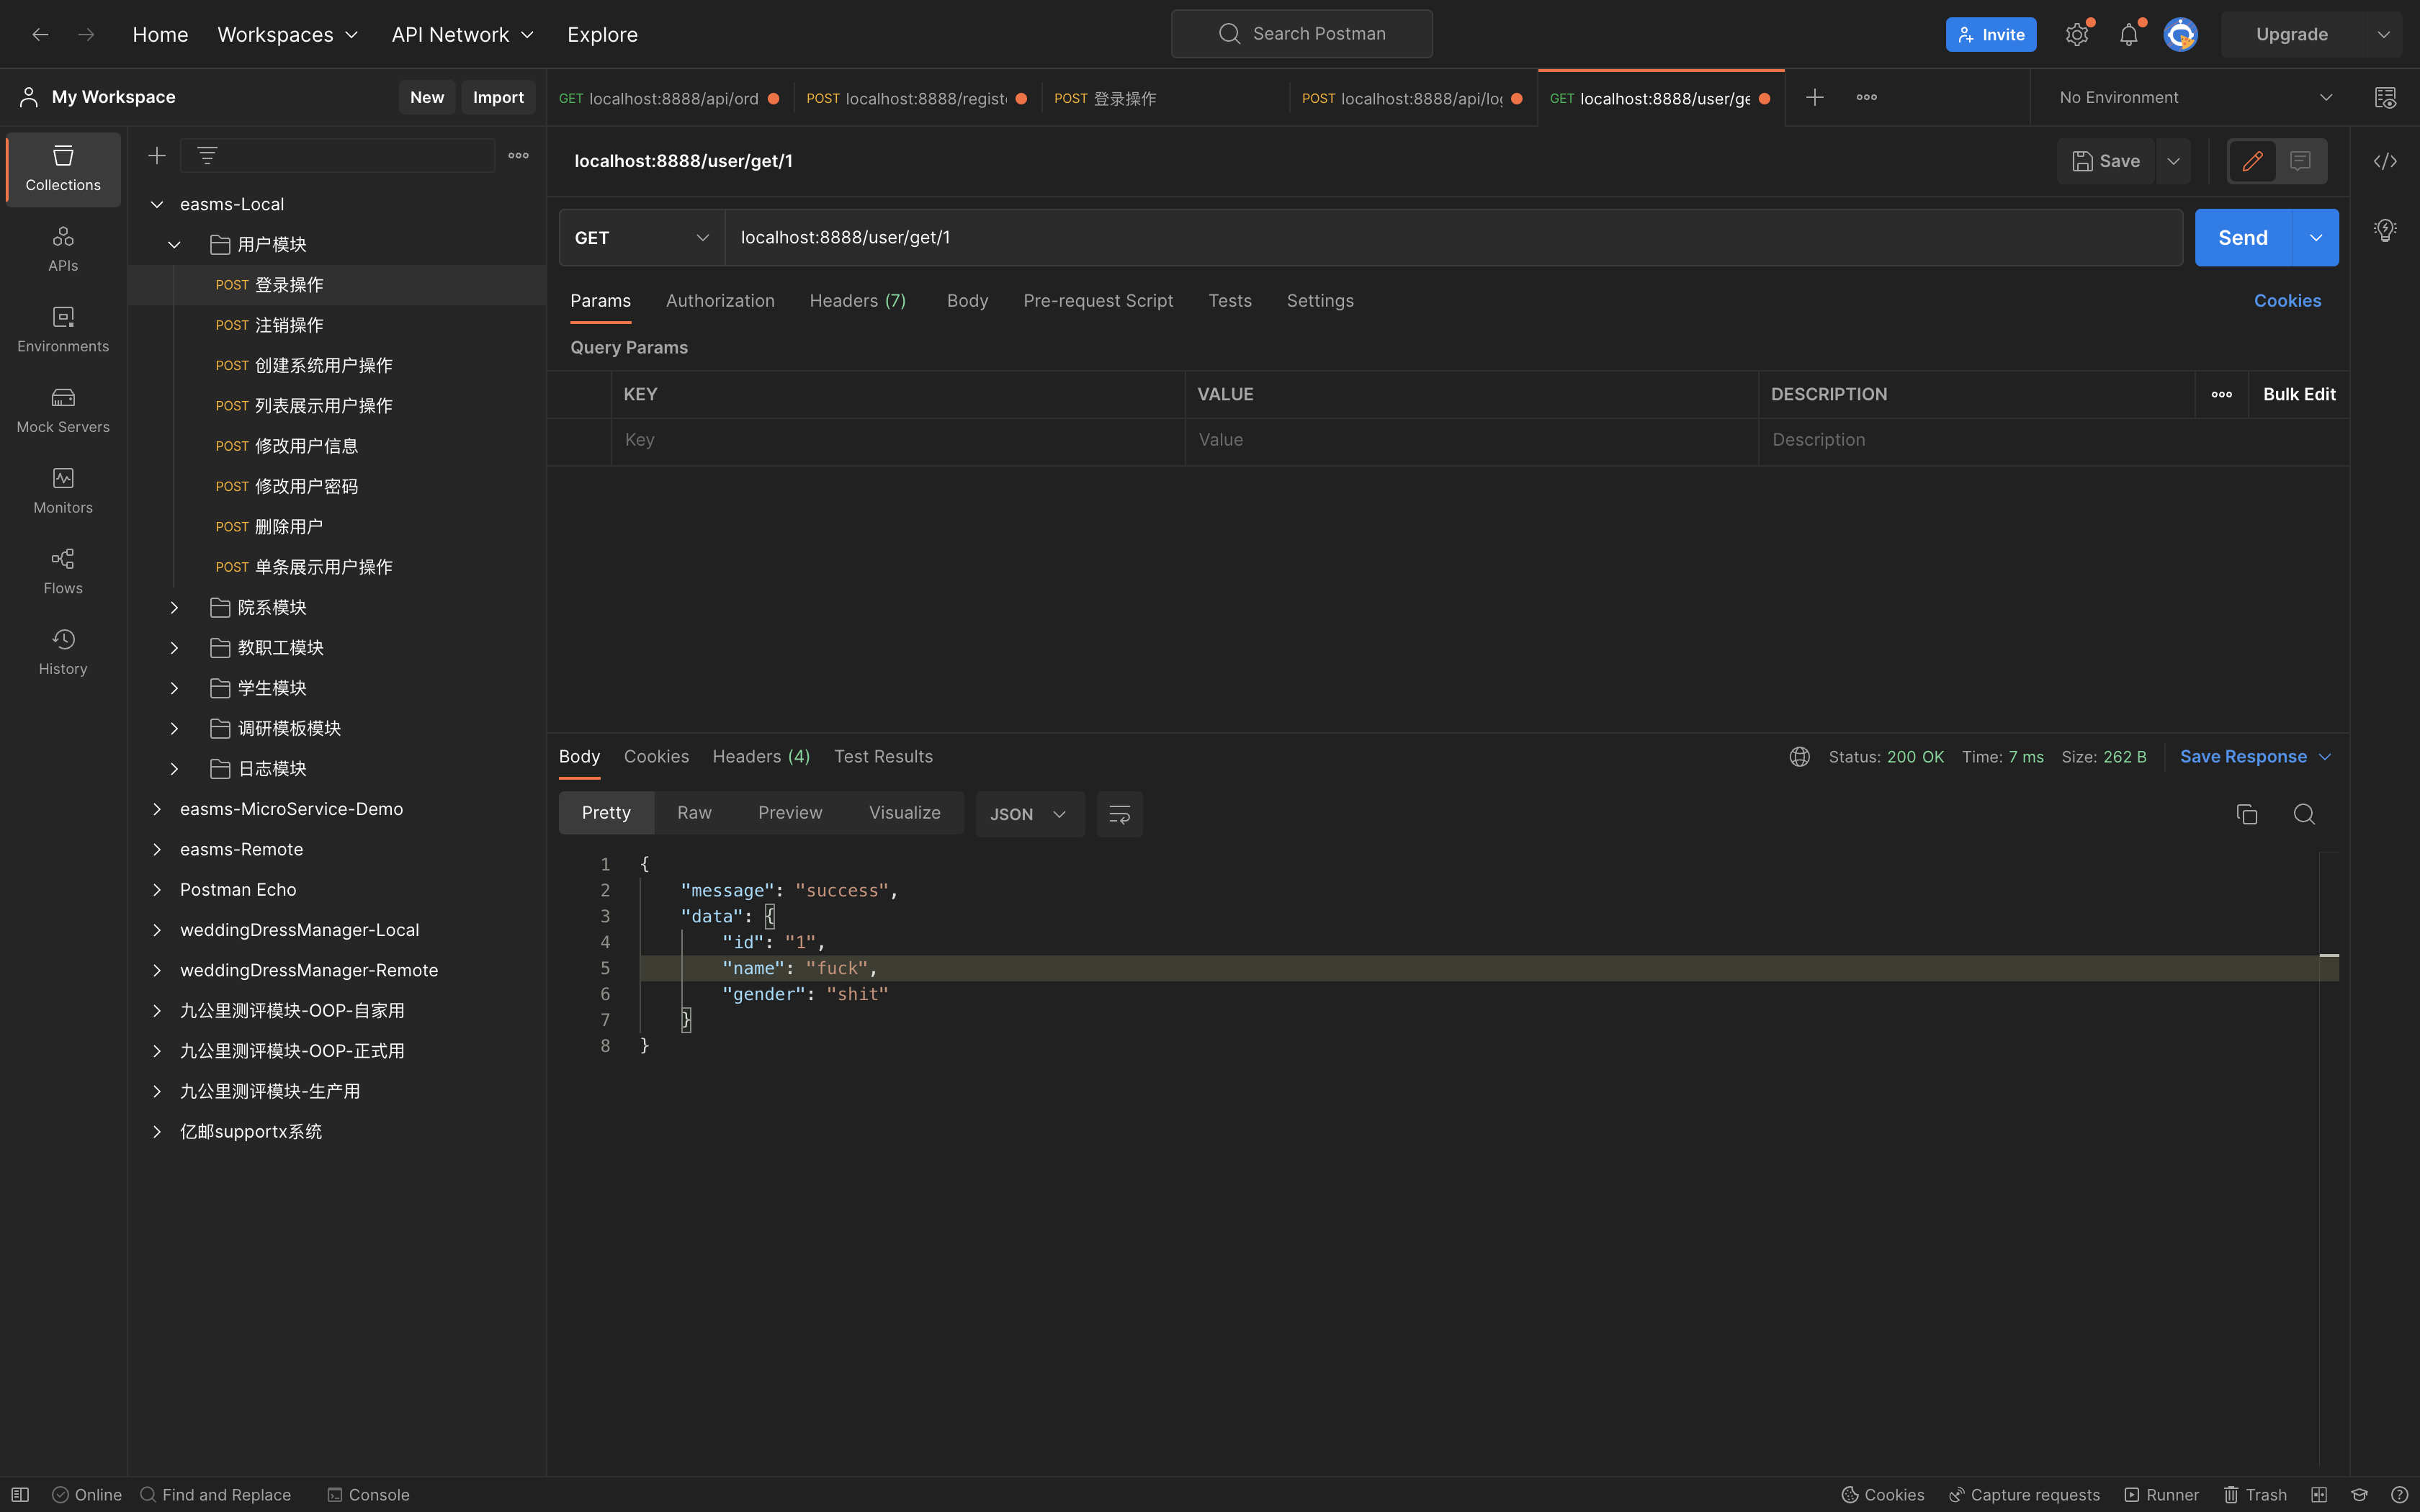 Home Workspaces API Network Explore Search Postman Invite Upgrade
My Workspace New Import
GET localhost:8888/api/ord POST localhost:8888/registe POST 登录操作 POST localhost:8888/api/log GET localhost:8888/user/ge No Environment
Collections
APIs
Environments
Mock Servers
Monitors
Flows
History
easms-Local
用户模块
POST 登录操作
POST 注销操作
POST 创建系统用户操作
POST 列表展示用户操作
POST 修改用户信息
POST 修改用户密码
POST 删除用户
POST 单条展示用户操作
院系模块
教职工模块
学生模块
调研模板模块
日志模块
easms-MicroService-Demo
easms-Remote
Postman Echo
weddingDressManager-Local
weddingDressManager-Remote
九公里测评模块-OOP-自家用
九公里测评模块-OOP-正式用
九公里测评模块-生产用
亿邮supportx系统
localhost:8888/user/get/1 Save
GET localhost:8888/user/get/1 Send
Params Authorization Headers (7) Body Pre-request Script Tests Settings Cookies
Query Params
KEY VALUE DESCRIPTION Bulk Edit
Key Value Description
Body Cookies Headers (4) Test Results Status: 200 OK Time: 7 ms Size: 262 B Save Response
Pretty Raw Preview Visualize JSON
1 {
2 "message": "success",
3 "data": {
4 "id": "1",
5 "name": "fuck",
6 "gender": "shit"
7 }
8 }
Online Find and Replace Console Cookies Capture requests Runner Trash